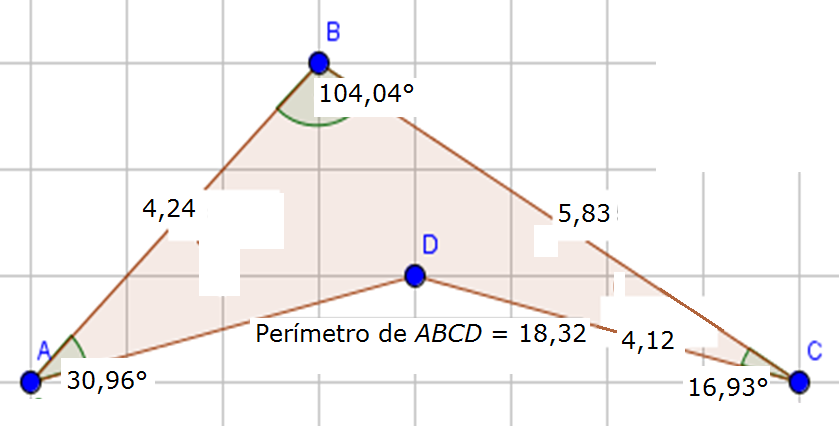 B
104,04°
4,24
5,83
D
Perímetro de ABCD = 18,32
4,12
A
C
30,96°
16,93°